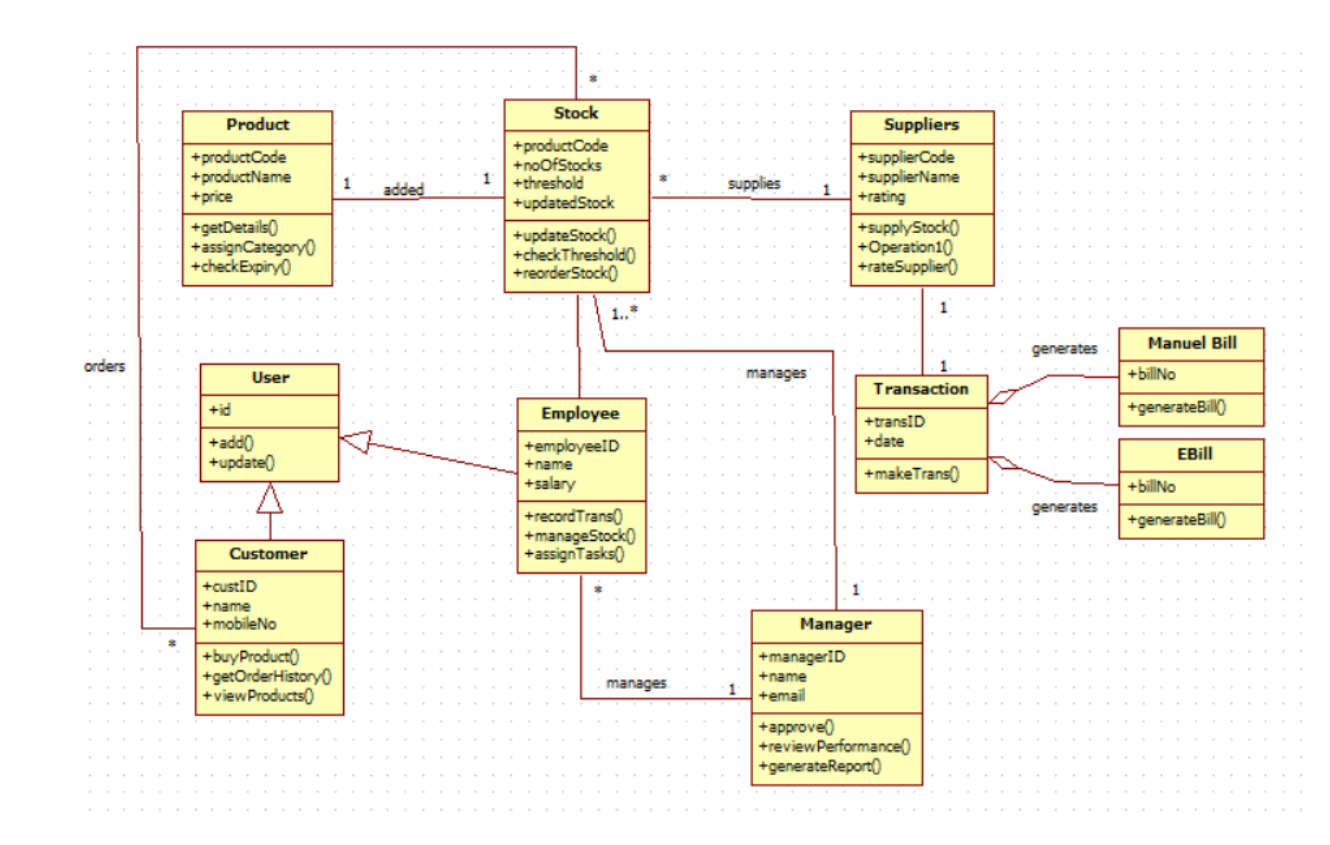 *
Product
+productCode
+productName
+price
+getDetails()
+assignCategory()
+checkExpiry()
1
added
1
Stock
+productCode
+noOfStocks
+threshold
+updatedStock
+updateStock()
+checkThreshold()
+reorderStock()
*
supplies
1
Suppliers
+supplierCode
+supplierName
+rating
+supplyStock()
+Operation1()
+rateSupplier()
1..*
1
orders
User
+id
+add()
+update()
manages
1
generates
Manuel Bill
+billNo
+generateBill()
Employee
+employeeID
+name
+salary
+recordTrans()
+manageStock()
+assignTasks()
Transaction
+transID
+date
+makeTrans()
EBill
+billNo
+generateBill()
generates
Customer
+custID
+name
+mobileNo
+buyProduct()
+getOrderHistory()
+viewProducts()
*
*
1
manages
1
Manager
+managerID
+name
+email
+approve()
+reviewPerformance()
+generateReport()